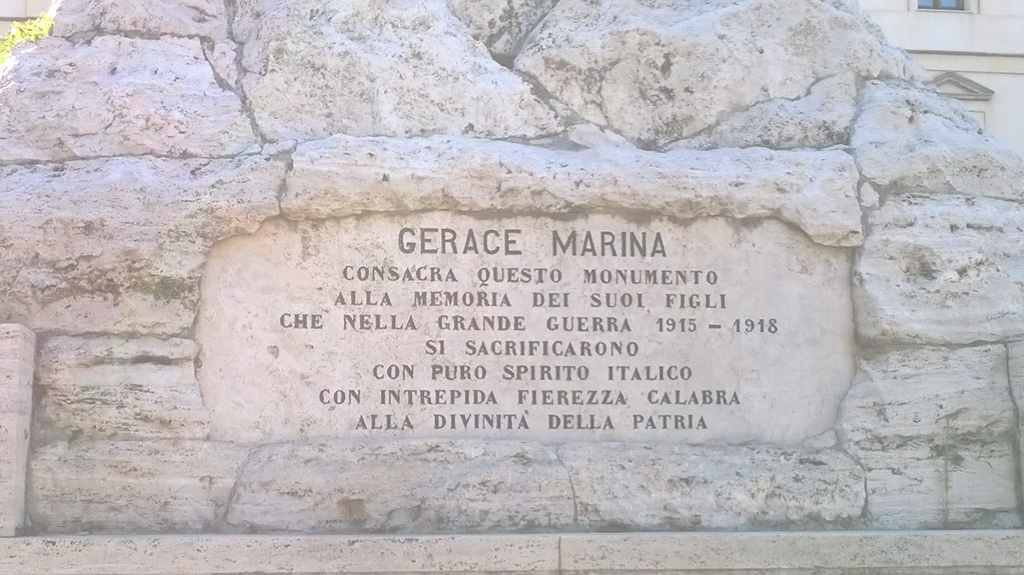 GERACE MARINA
CONSACRA QUESTO MONUMENTO
ALLA MEMORIA DEI SUOI FIGLI
CHE NELLA GRANDE GUERRA 1915 – 1918
SI SACRIFICARONO
CON PURO SPIRITO ITALICO
CON INTREPIDA FIEREZZA CALABRA
ALLA DIVINITÀ DELLA PATRIA